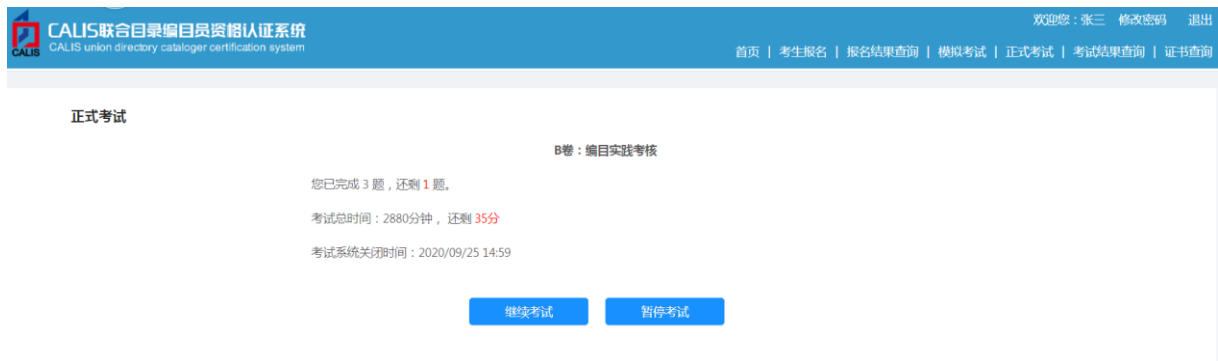 欢迎您：张三 修改密码 退出
CALIS联合目录编目员资格认证系统
CALIS union directory cataloger certification system
CALIS
首页 | 考生报名 | 报名结果查询 | 模拟考试 | 正式考试 | 考试结果查询 | 证书查询
正式考试
B卷：编目实践考核
您已完成 3 题，还剩 1 题。
考试总时间：2880分钟， 还剩 35分
考试系统关闭时间：2020/09/25 14:59
继续考试 暂停考试